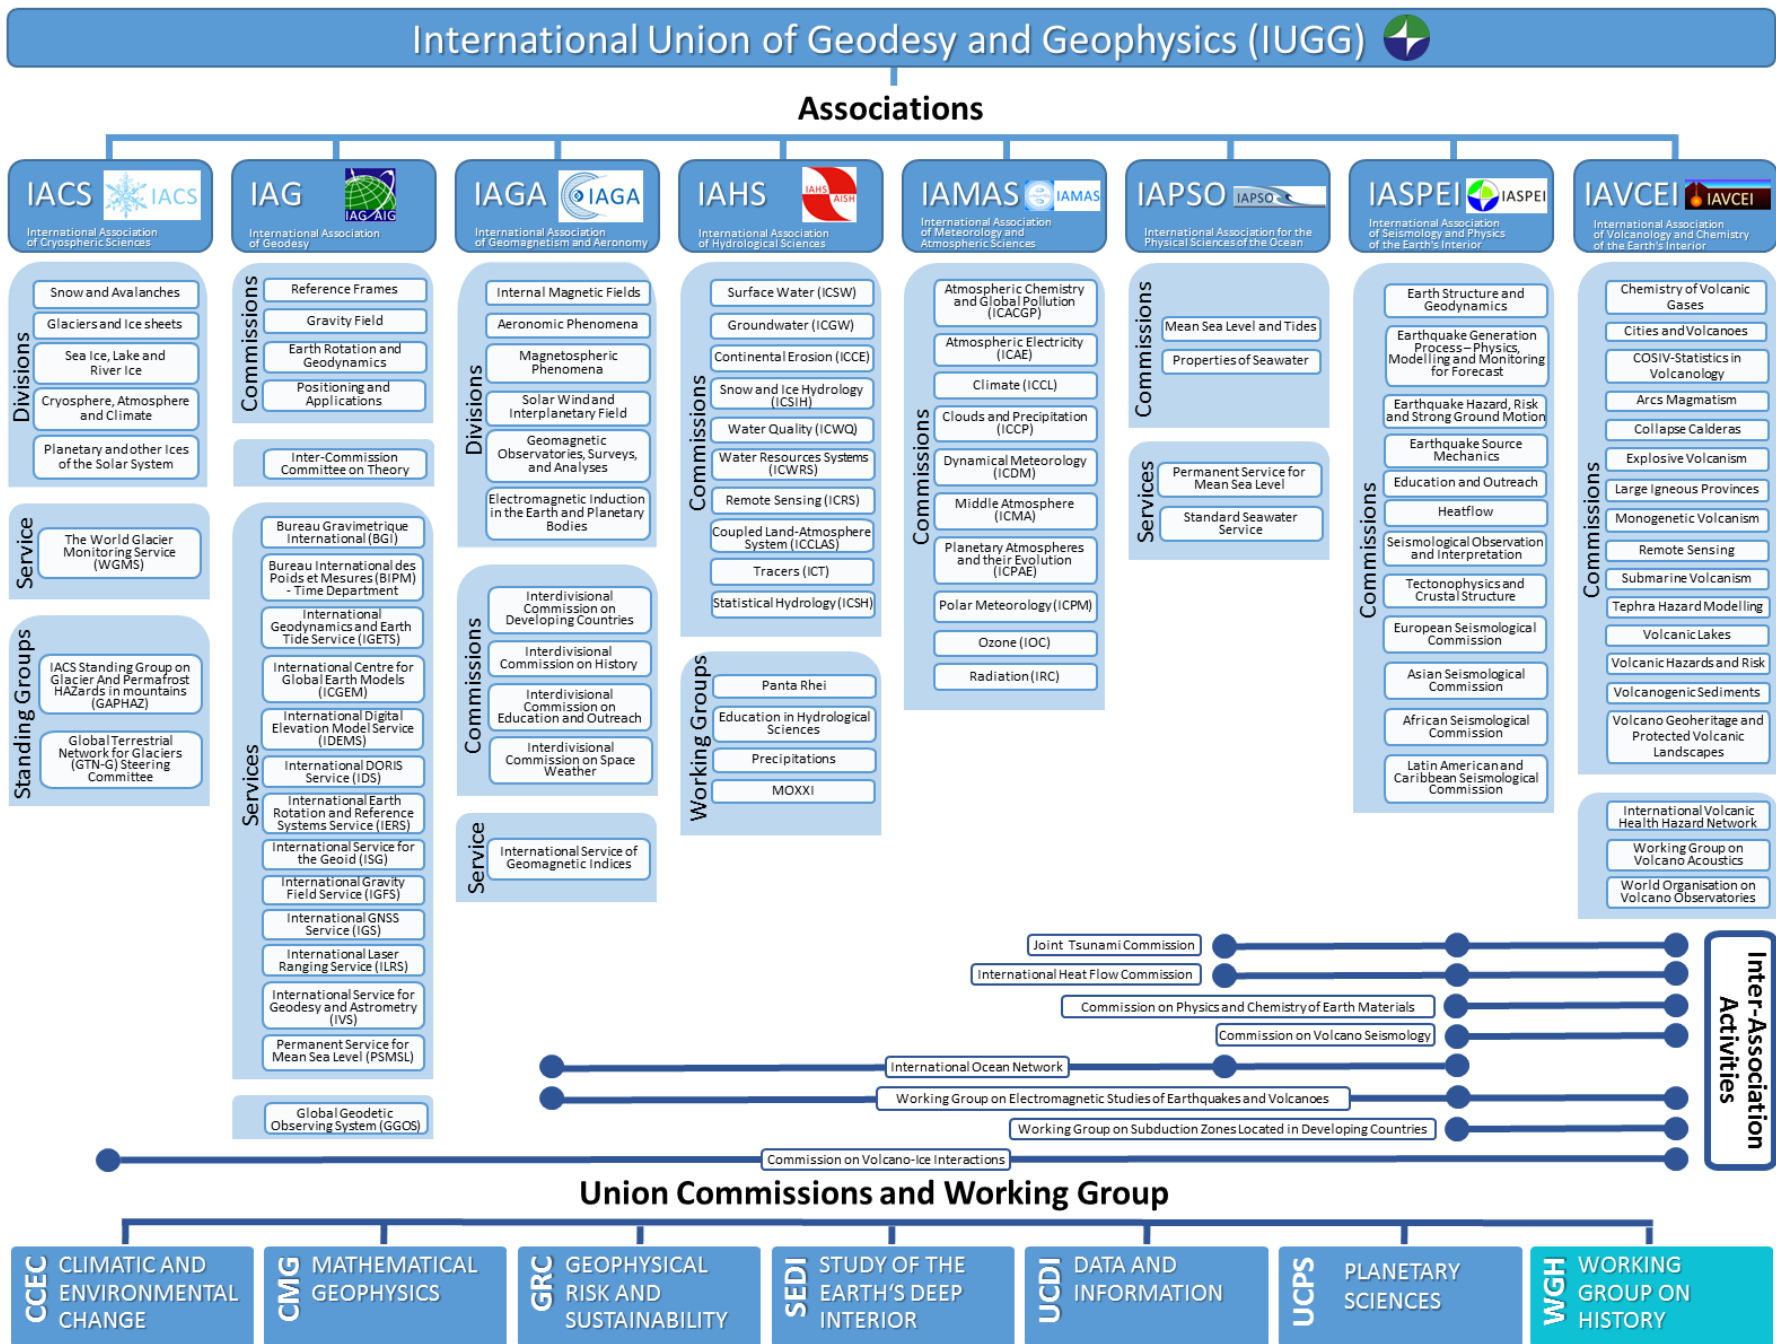 International Union of Geodesy and Geophysics (IUGG)
Associations
IACS
IACS
International Association
of Cryospheric Sciences
IAG
IAG AIG
International Association
of Geodesy
IAGA
IAGA
International Association
of Geomagnetism and Aeronomy
IAHS
IAHS
AISH
International Association
of Hydrological Sciences
IAMAS
IAMAS
International Association
of Meteorology and
Atmospheric Sciences
IAPSO
IAPSO
International Association for the
Physical Sciences of the Ocean
IASPEI
IASPEI
International Association
of Seismology and Physics
of the Earth's Interior
IAVCEI
IAVCEI
International Association
of Volcanology and Chemistry
of the Earth's Interior
Divisions
Snow and Avalanches
Glaciers and Ice sheets
Sea Ice, Lake and
River Ice
Cryosphere, Atmosphere
and Climate
Planetary and other Ices
of the Solar System
Service
The World Glacier
Monitoring Service
(WGMS)
Standing Groups
IACS Standing Group on
Glacier And Permafrost
HAZards in mountains
(GAPHAZ)
Global Terrestrial
Network for Glaciers
(GTN-G) Steering
Committee
Commissions
Reference Frames
Gravity Field
Earth Rotation and
Geodynamics
Positioning and
Applications
Inter-Commission
Committee on Theory
Services
Bureau Gravimetrique
International (BGI)
Bureau International des
Poids et Mesures (BIPM)
- Time Department
International
Geodynamics and Earth
Tide Service (IGETS)
International Centre for
Global Earth Models
(ICGEM)
International Digital
Elevation Model Service
(IDEMS)
International DORIS
Service (IDS)
International Earth
Rotation and Reference
Systems Service (IERS)
International Service for
the Geoid (ISG)
International Gravity
Field Service (IGFS)
International GNSS
Service (IGS)
International Laser
Ranging Service (ILRS)
International Service for
Geodesy and Astrometry
(IVS)
Permanent Service for
Mean Sea Level (PSMSL)
Global Geodetic
Observing System (GGOS)
Divisions
Internal Magnetic Fields
Aeronomic Phenomena
Magnetospheric
Phenomena
Solar Wind and
Interplanetary Field
Geomagnetic
Observatories, Surveys,
and Analyses
Electromagnetic Induction
in the Earth and Planetary
Bodies
Commissions
Interdivisional
Commission on
Developing Countries
Interdivisional
Commission on History
Interdivisional
Commission on
Education and Outreach
Interdivisional
Commission on Space
Weather
Service
International Service of
Geomagnetic Indices
Commissions
Surface Water (ICSW)
Groundwater (ICGW)
Continental Erosion (ICCE)
Snow and Ice Hydrology
(ICSIH)
Water Quality (ICWQ)
Water Resources Systems
(ICWRS)
Remote Sensing (ICRS)
Coupled Land-Atmosphere
System (ICCLAS)
Tracers (ICT)
Statistical Hydrology (ICSH)
Working Groups
Panta Rhei
Education in Hydrological
Sciences
Precipitations
MOXXI
Commissions
Atmospheric Chemistry
and Global Pollution
(ICACGP)
Atmospheric Electricity
(ICAE)
Climate (ICCL)
Clouds and Precipitation
(ICCP)
Dynamical Meteorology
(ICDM)
Middle Atmosphere
(ICMA)
Planetary Atmospheres
and their Evolution
(ICPAE)
Polar Meteorology (ICPM)
Ozone (IOC)
Radiation (IRC)
Commissions
Mean Sea Level and Tides
Properties of Seawater
Services
Permanent Service for
Mean Sea Level
Standard Seawater
Service
Commissions
Earth Structure and
Geodynamics
Earthquake Generation
Process – Physics,
Modelling and Monitoring
for Forecast
Earthquake Hazard, Risk
and Strong Ground Motion
Earthquake Source
Mechanics
Education and Outreach
Heatflow
Seismological Observation
and Interpretation
Tectonophysics and
Crustal Structure
European Seismological
Commission
Asian Seismological
Commission
African Seismological
Commission
Latin American and
Caribbean Seismological
Commission
Commissions
Chemistry of Volcanic
Gases
Cities and Volcanoes
COSIV-Statistics in
Volcanology
Arcs Magmatism
Collapse Calderas
Explosive Volcanism
Large Igneous Provinces
Monogenetic Volcanism
Remote Sensing
Submarine Volcanism
Tephra Hazard Modelling
Volcanic Lakes
Volcanic Hazards and Risk
Volcanogenic Sediments
Volcano Geoheritage and
Protected Volcanic
Landscapes
International Volcanic
Health Hazard Network
Working Group on
Volcano Acoustics
World Organisation on
Volcano Observatories
Joint Tsunami Commission
International Heat Flow Commission
Commission on Physics and Chemistry of Earth Materials
Commission on Volcano Seismology
International Ocean Network
Working Group on Electromagnetic Studies of Earthquakes and Volcanoes
Working Group on Subduction Zones Located in Developing Countries
Commission on Volcano-Ice Interactions
Inter-Association
Activities
Union Commissions and Working Group
CCEC
CLIMATIC AND
ENVIRONMENTAL
CHANGE
CMG
MATHEMATICAL
GEOPHYSICS
GRC
GEOPHYSICAL
RISK AND
SUSTAINABILITY
SEDI
STUDY OF THE
EARTH'S DEEP
INTERIOR
UCDI
DATA AND
INFORMATION
UCPS
PLANETARY
SCIENCES
WGH
WORKING
GROUP ON
HISTORY